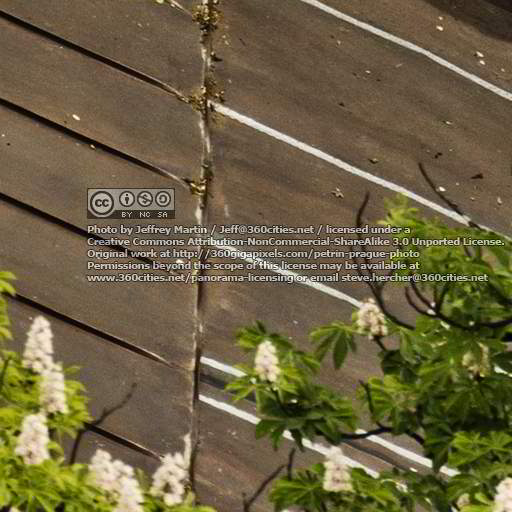 cc BY NC SA
Photo by Jeffrey Martin / Jeff@360cities.net / licensed under a
Creative Commons Attribution-NonCommercial-ShareAlike 3.0 Unported License.
Original work at http://360gigapixels.com/petrin-prague-photo
Permissions beyond the scope of this license may be available at
www.360cities.net/panorama-licensing or email steve.hercher@360cities.net